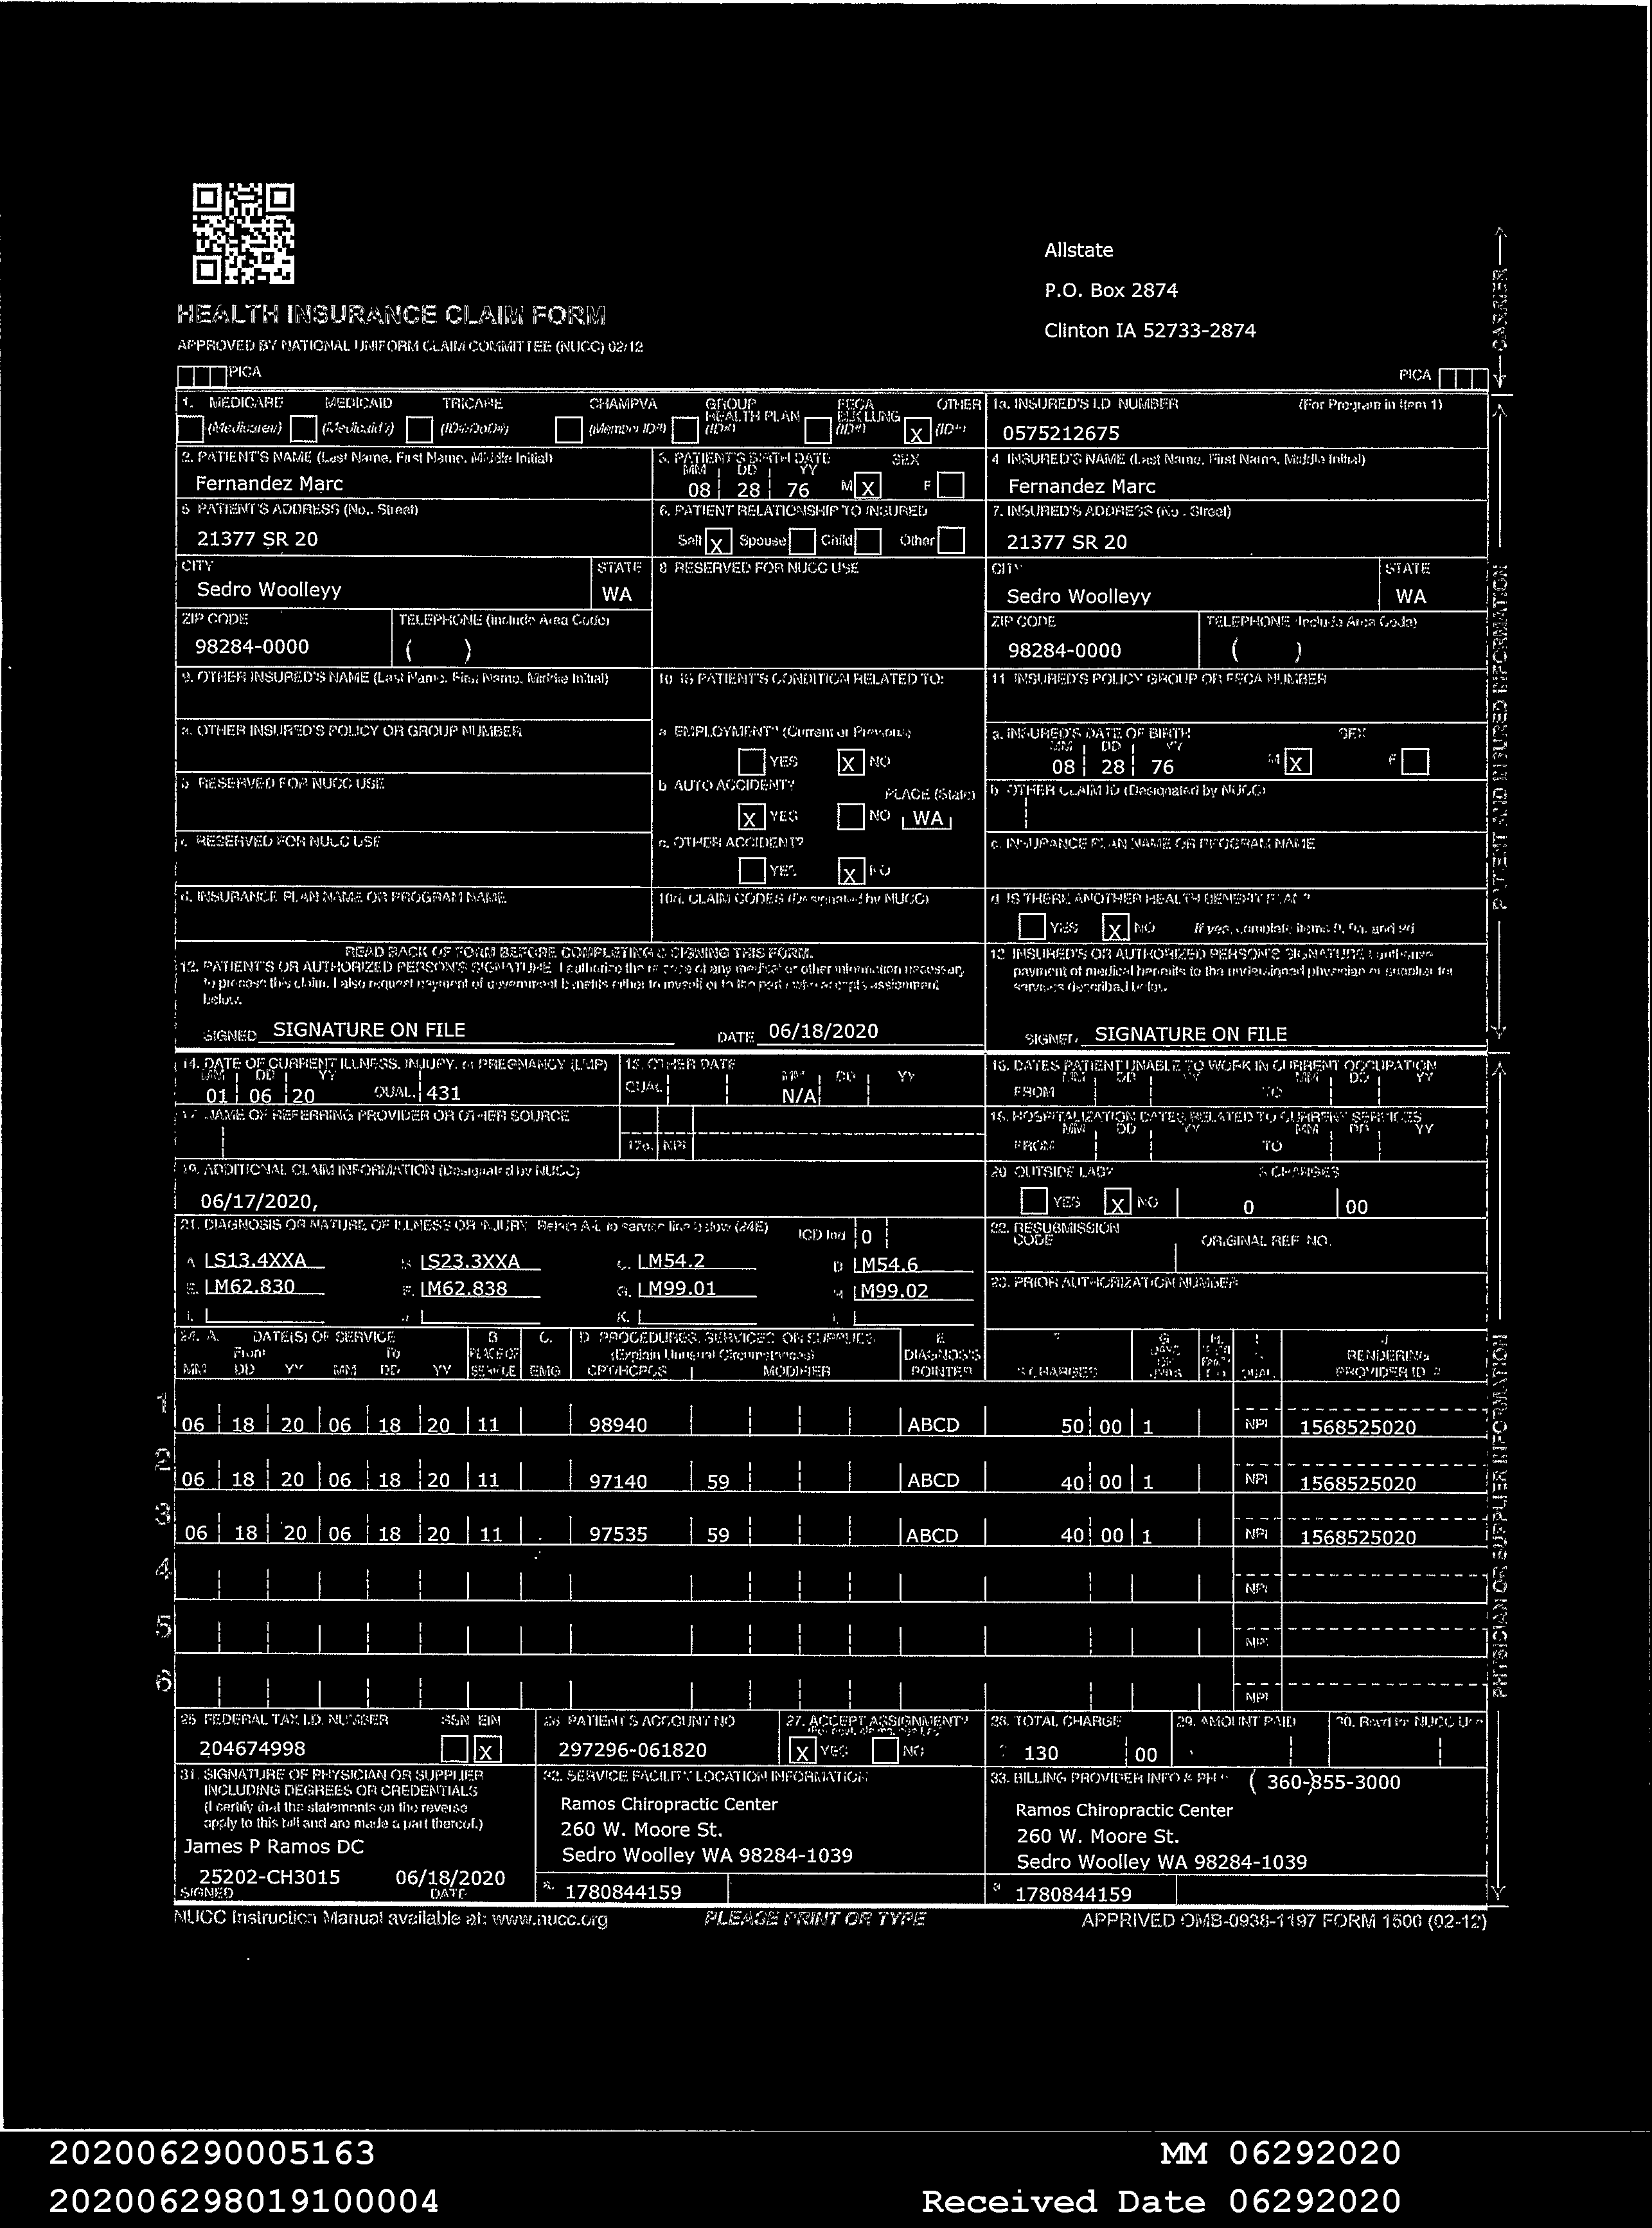 Allstate
P.O. Box 2874
Clinton IA 52733-2874
CARRIER
HEALTH INSURANCE CLAIM FORM
APPROVED BY NATIONAL UNIFORM CLAIM COMMITTEE (NUCC) 02/12
PICA
PICA
1. MEDICARE MEDICAID TRICARE CHAMPVA GROUP HEALTH PLAN FECA BLK LUNG OTHER
(Medicare#) (Medicaid#) (ID#/DoD#) (Member ID#) (ID#) (ID#) X (ID#)
1a. INSURED'S I.D. NUMBER (For Program in Item 1)
0575212675
2. PATIENT'S NAME (Last Name, First Name, Middle Initial)
Fernandez Marc
3. PATIENT'S BIRTH DATE SEX
MM DD YY
08 28 76 M X F
4. INSURED'S NAME (Last Name, First Name, Middle Initial)
Fernandez Marc
5. PATIENT'S ADDRESS (No., Street)
21377 SR 20
6. PATIENT RELATIONSHIP TO INSURED
Self X Spouse Child Other
7. INSURED'S ADDRESS (No., Street)
21377 SR 20
CITY STATE
Sedro Woolleyy WA
8. RESERVED FOR NUCC USE
CITY STATE
Sedro Woolleyy WA
ZIP CODE TELEPHONE (Include Area Code)
98284-0000 ( )
ZIP CODE TELEPHONE (Include Area Code)
98284-0000 ( )
PATIENT AND INSURED INFORMATION
9. OTHER INSURED'S NAME (Last Name, First Name, Middle Initial)
10. IS PATIENT'S CONDITION RELATED TO:
11. INSURED'S POLICY GROUP OR FECA NUMBER
a. OTHER INSURED'S POLICY OR GROUP NUMBER
a. EMPLOYMENT? (Current or Previous)
YES X NO
a. INSURED'S DATE OF BIRTH SEX
MM DD YY
08 28 76 M X F
b. RESERVED FOR NUCC USE
b. AUTO ACCIDENT? PLACE (State)
X YES NO WA
b. OTHER CLAIM ID (Designated by NUCC)
c. RESERVED FOR NUCC USE
c. OTHER ACCIDENT?
YES X NO
c. INSURANCE PLAN NAME OR PROGRAM NAME
d. INSURANCE PLAN NAME OR PROGRAM NAME
10d. CLAIM CODES (Designated by NUCC)
d. IS THERE ANOTHER HEALTH BENEFIT PLAN?
YES X NO If yes, complete items 9, 9a, and 9d
READ BACK OF FORM BEFORE COMPLETING & SIGNING THIS FORM.
12. PATIENT'S OR AUTHORIZED PERSON'S SIGNATURE I authorize the release of any medical or other information necessary
to process this claim. I also request payment of government benefits either to myself or to the party who accepts assignment
below.
SIGNED SIGNATURE ON FILE DATE 06/18/2020
13. INSURED'S OR AUTHORIZED PERSON'S SIGNATURE I authorize
payment of medical benefits to the undersigned physician or supplier for
services described below.
SIGNED SIGNATURE ON FILE
14. DATE OF CURRENT ILLNESS, INJURY, or PREGNANCY (LMP)
MM DD YY
01 06 20 QUAL. 431
15. OTHER DATE
QUAL. MM DD YY
N/A
16. DATES PATIENT UNABLE TO WORK IN CURRENT OCCUPATION
MM DD YY MM DD YY
FROM TO
17. NAME OF REFERRING PROVIDER OR OTHER SOURCE
17b. NPI
18. HOSPITALIZATION DATES RELATED TO CURRENT SERVICES
MM DD YY MM DD YY
FROM TO
19. ADDITIONAL CLAIM INFORMATION (Designated by NUCC)
06/17/2020,
20. OUTSIDE LAB? $ CHARGES
YES X NO 0 00
21. DIAGNOSIS OR NATURE OF ILLNESS OR INJURY Relate A-L to service line below (24E) ICD Ind 0
A. LS13.4XXA B. LS23.3XXA C. LM54.2 D. LM54.6
E. LM62.830 F. LM62.838 G. LM99.01 H. LM99.02
I. J. K. L.
22. RESUBMISSION CODE ORIGINAL REF. NO.
23. PRIOR AUTHORIZATION NUMBER
24. A. DATE(S) OF SERVICE B. C. D. PROCEDURES, SERVICES, OR SUPPLIES E. F. G. H. I. J.
From To PLACE OF (Explain Unusual Circumstances) DIAGNOSIS DAYS OR RENDERING
MM DD YY MM DD YY SERVICE EMG CPT/HCPCS MODIFIER POINTER $ CHARGES UNITS QUAL. PROVIDER ID. #
1 06 18 20 06 18 20 11 98940 ABCD 50 00 1 NPI 1568525020
2 06 18 20 06 18 20 11 97140 59 ABCD 40 00 1 NPI 1568525020
3 06 18 20 06 18 20 11 97535 59 ABCD 40 00 1 NPI 1568525020
4 NPI
5 NPI
6 NPI
PHYSICIAN OR SUPPLIER INFORMATION
25. FEDERAL TAX I.D. NUMBER SSN EIN
204674998 X
26. PATIENT'S ACCOUNT NO.
297296-061820
27. ACCEPT ASSIGNMENT?
X YES NO
28. TOTAL CHARGE
130 00
29. AMOUNT PAID
30. Rsvd for NUCC Use
31. SIGNATURE OF PHYSICIAN OR SUPPLIER
INCLUDING DEGREES OR CREDENTIALS
(I certify that the statements on the reverse
apply to this bill and are made a part thereof.)
James P Ramos DC
25202-CH3015 06/18/2020
SIGNED DATE
32. SERVICE FACILITY LOCATION INFORMATION
Ramos Chiropractic Center
260 W. Moore St.
Sedro Woolley WA 98284-1039
a. 1780844159
33. BILLING PROVIDER INFO & PH # ( 360-855-3000
Ramos Chiropractic Center
260 W. Moore St.
Sedro Woolley WA 98284-1039
a. 1780844159
NUCC Instruction Manual available at: www.nucc.org PLEASE PRINT OR TYPE APPRIVED OMB-0938-1197 FORM 1500 (02-12)
202006290005163 MM 06292020
202006298019100004 Received Date 06292020